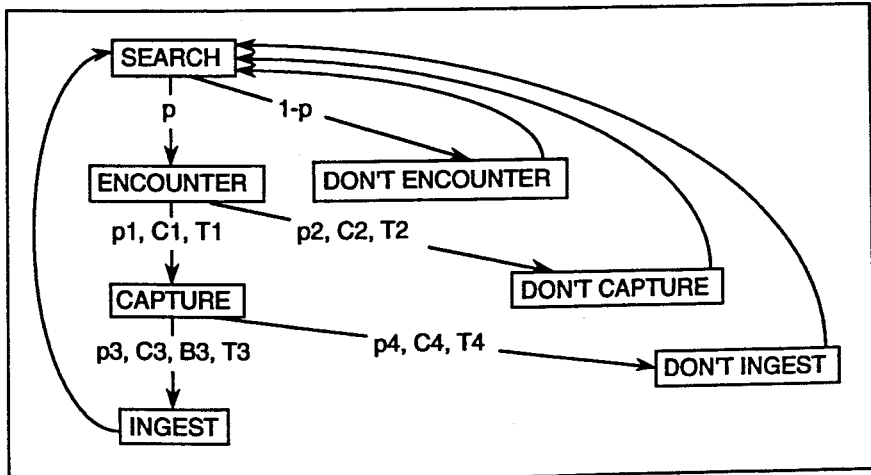 SEARCH
p
1-p
ENCOUNTER
DON'T ENCOUNTER
p1, C1, T1
p2, C2, T2
CAPTURE
DON'T CAPTURE
p3, C3, B3, T3
p4, C4, T4
DON'T INGEST
INGEST